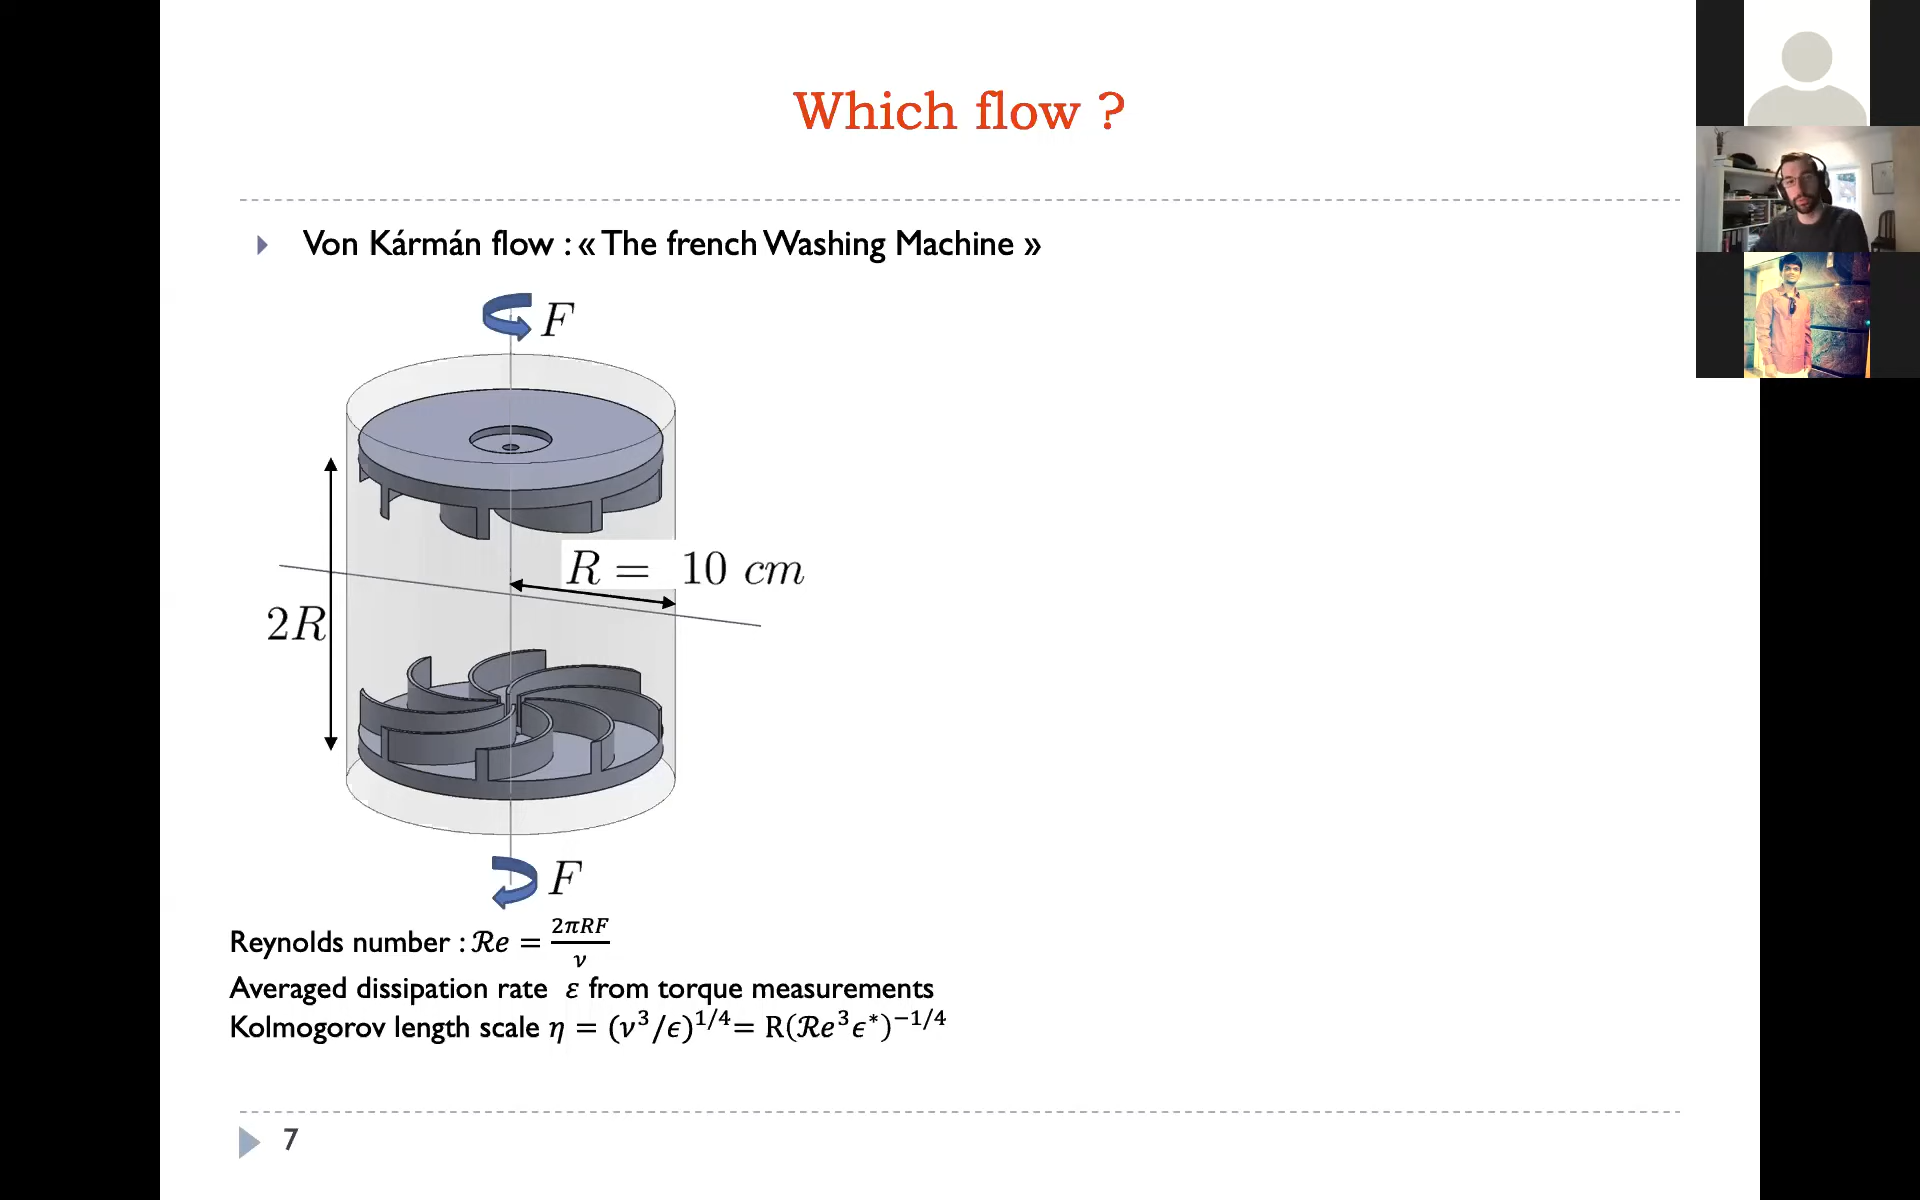 Which flow ?
Von Kármán flow : « The french Washing Machine »
F
R = 10 cm
2R
F
Reynolds number : ℛe = 2πRF/ν
Averaged dissipation rate ε from torque measurements
Kolmogorov length scale η = (ν³/ϵ)^1/4 = R(ℛe³ϵ*)^−1/4
7